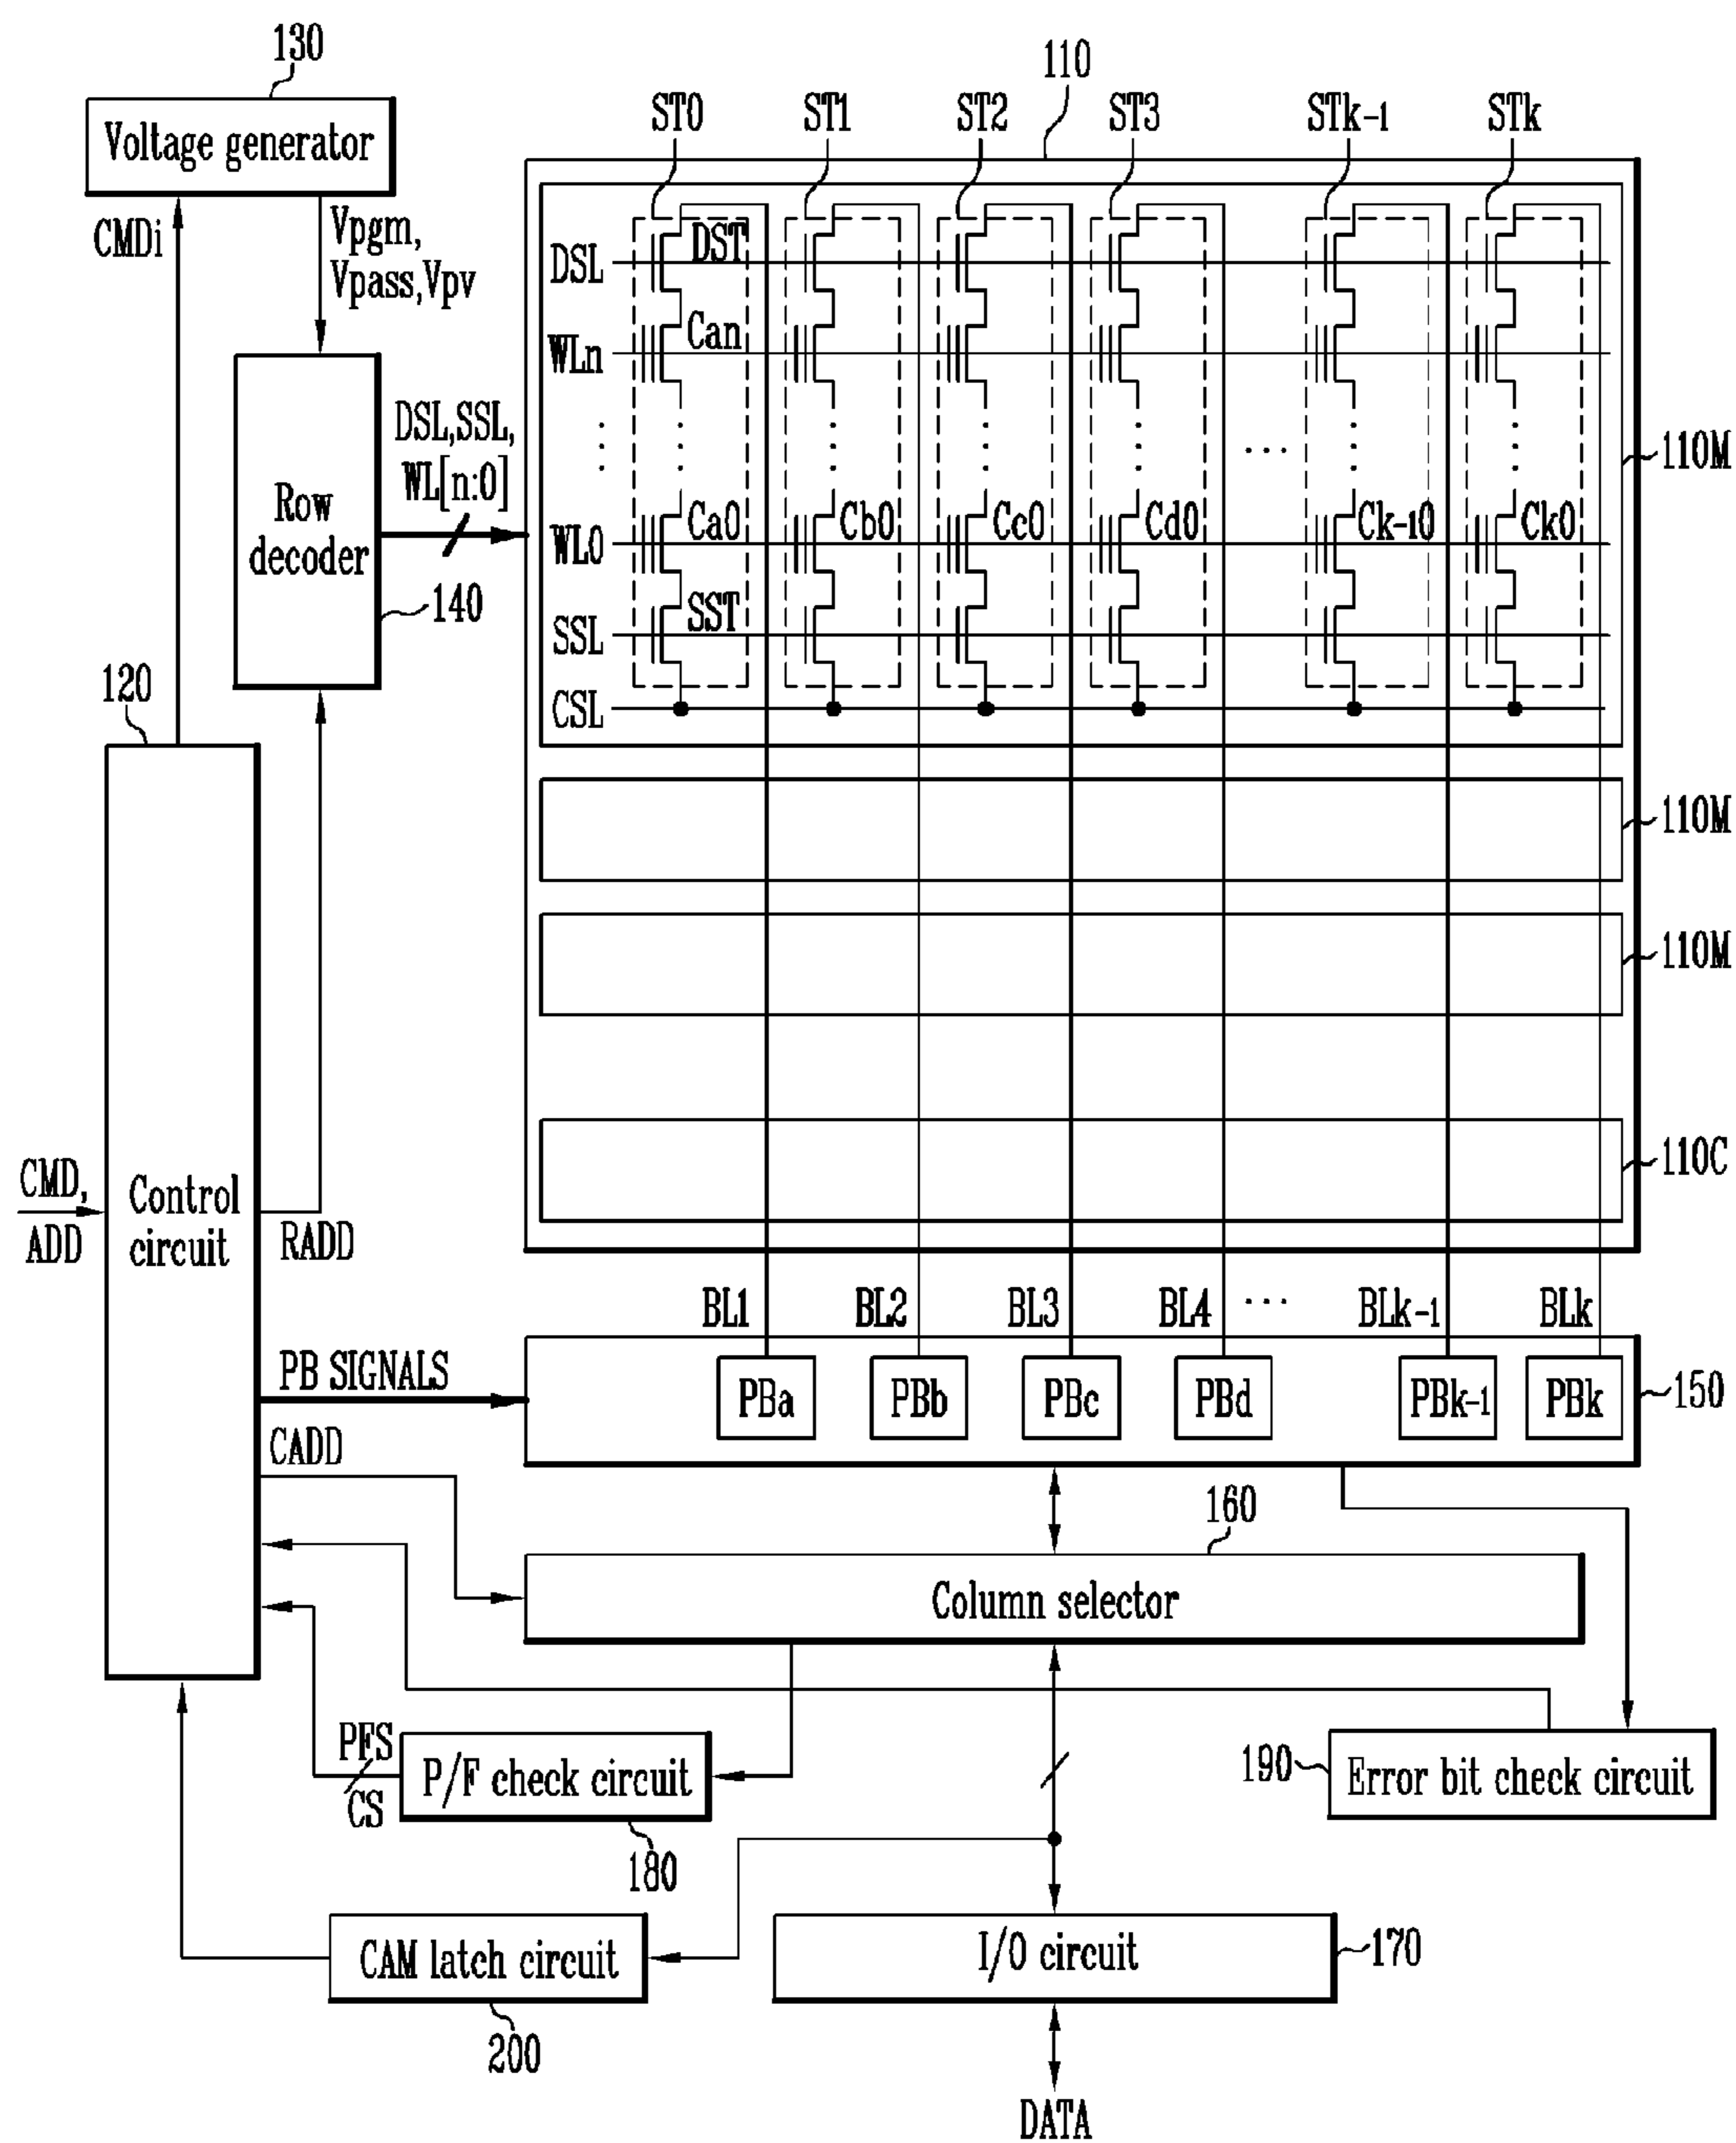 130
Voltage generator
CMDi
Vpgm,
Vpass,Vpv
110
ST0 ST1 ST2 ST3 STk-1 STk
DSL DST
WLn Can
DSL,SSL,
WL[n:0]
110M
Row
decoder
140
WL0 Ca0 Cb0 Cc0 Cd0 Ck-10 Ck0
SSL SST
CSL
120
110M
110M
110C
CMD,
ADD
Control
circuit
RADD
BL1 BL2 BL3 BL4 ... BLk-1 BLk
PB SIGNALS
PBa PBb PBc PBd PBk-1 PBk
150
CADD
160
Column selector
PFS
CS
P/F check circuit
180
190
Error bit check circuit
CAM latch circuit
200
I/O circuit
170
DATA